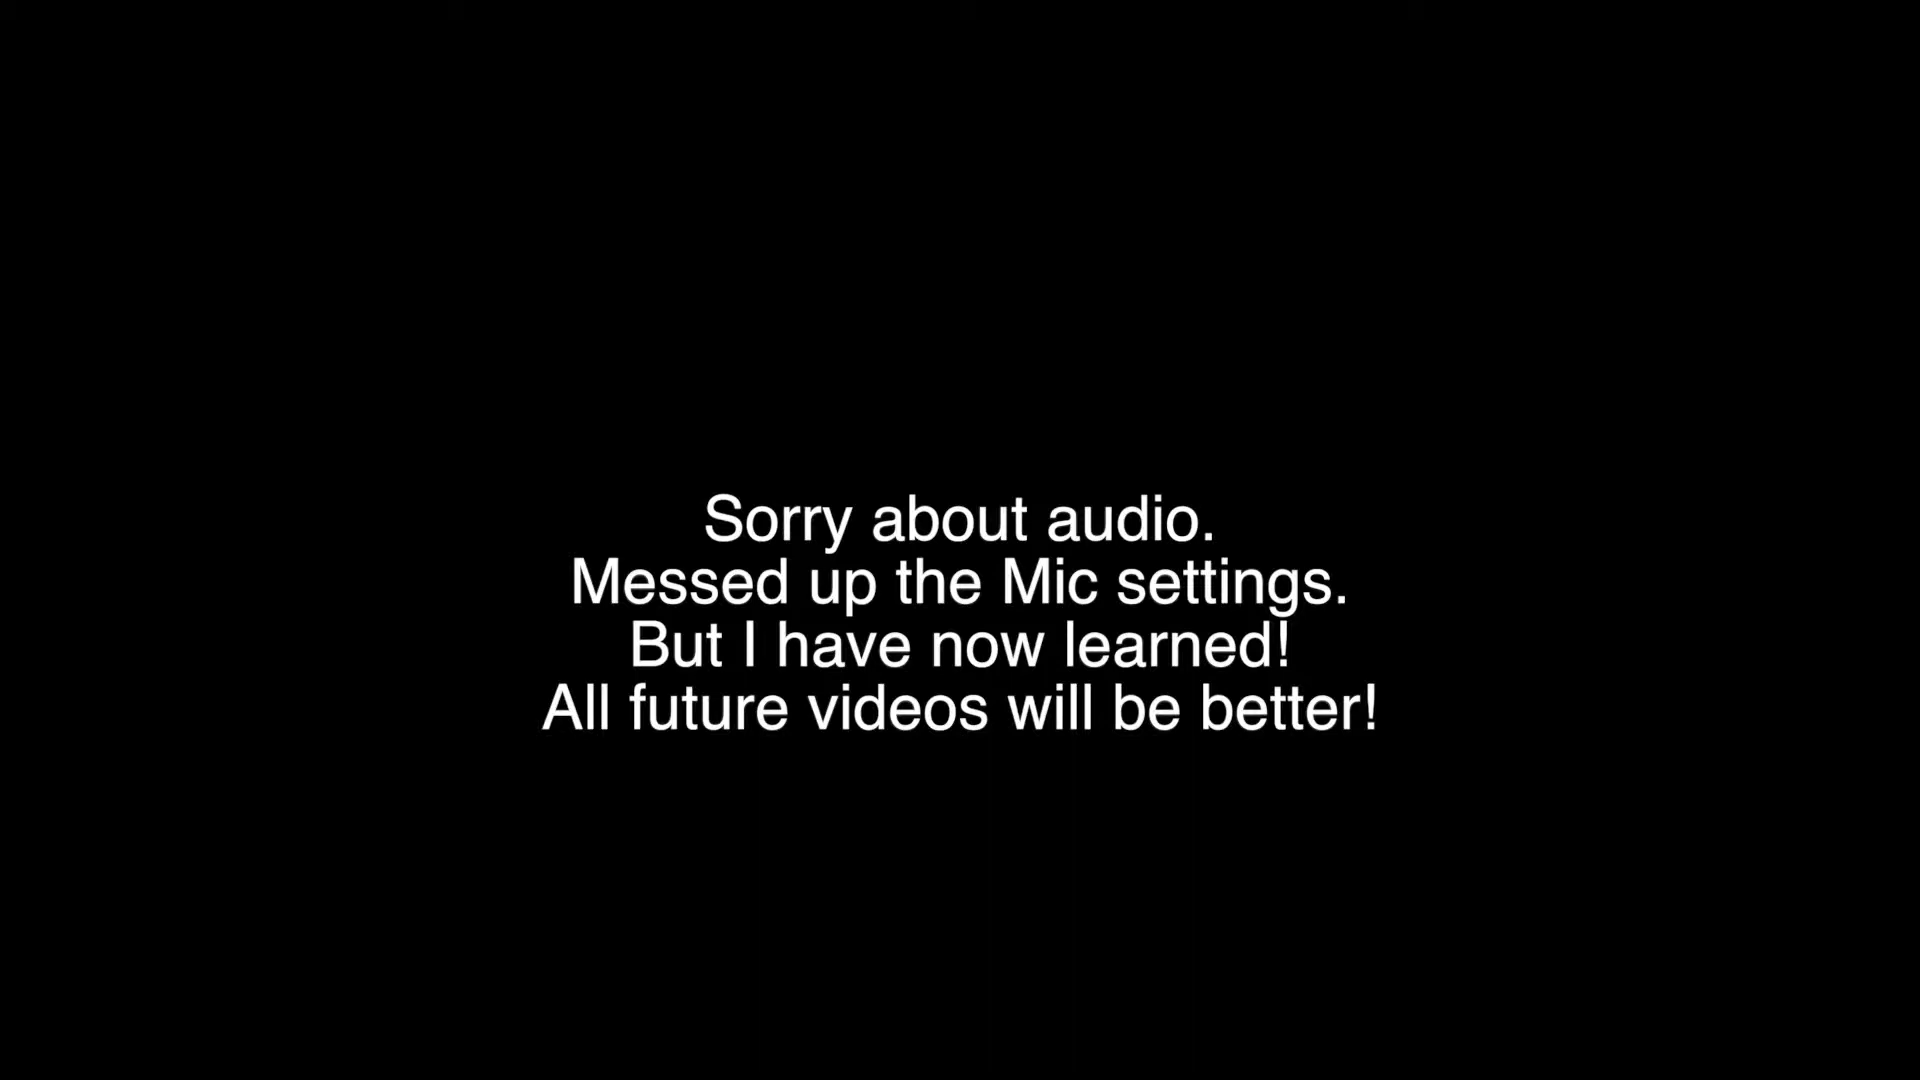 Sorry about audio.
Messed up the Mic settings.
But I have now learned!
All future videos will be better!